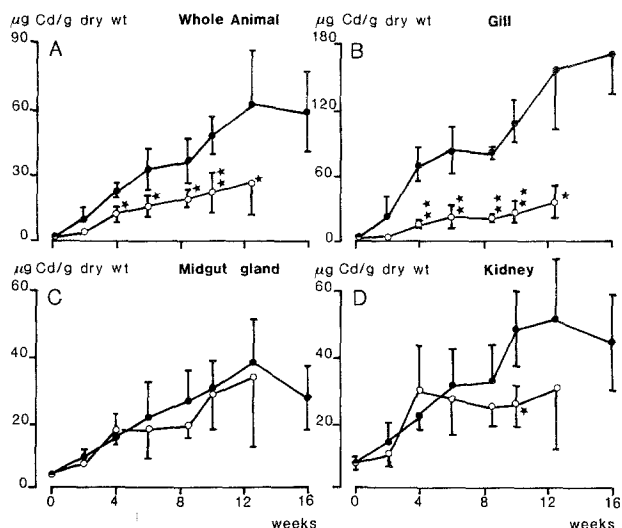 µg Cd/g dry wt Whole Animal
A
90
60
30
0
µg Cd/g dry wt Gill
B
180
120
60
0
µg Cd/g dry wt Midgut gland
C
60
40
20
0
0 4 8 12 16
weeks
µg Cd/g dry wt Kidney
D
60
40
20
0 4 8 12 16
weeks